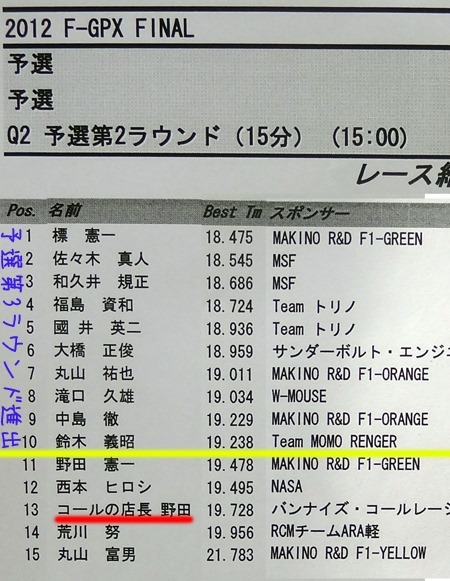 2012 F-GPX FINAL
予選
予選
Q2 予選第2ラウンド (15分) (15:00)
レース
Pos. 名前 Best Tm スポンサー
1 標 憲一 18.475 MAKINO R&D F1-GREEN
2 佐々木 真人 18.545 MSF
3 和久井 規正 18.686 MSF
4 福島 資和 18.724 Team トリノ
5 國井 英二 18.936 Team トリノ
6 大橋 正俊 18.959 サンダーボルト・エンジ
7 丸山 祐也 19.011 MAKINO R&D F1-ORANGE
8 滝口 久雄 19.034 W-MOUSE
9 中島 徹 19.229 MAKINO R&D F1-ORANGE
10 鈴木 義昭 19.238 Team MOMO RENGER
11 野田 憲一 19.478 MAKINO R&D F1-GREEN
12 西本 ヒロシ 19.495 NASA
13 コールの店長 野田 19.728 バンナイズ・コールレー
14 荒川 努 19.956 RCMチームARA軽
15 丸山 富男 21.783 MAKINO R&D F1-YELLOW
予選第3ラウンド進出